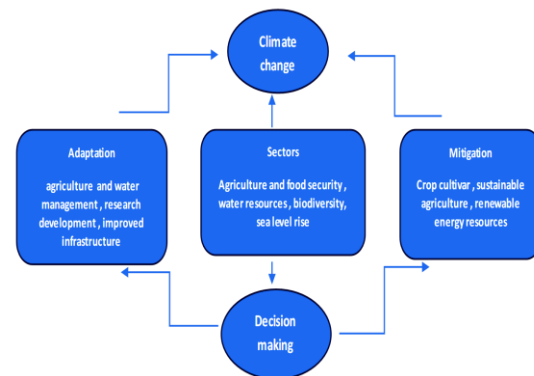 Climate
change
Adaptation
agriculture and water
management , research
development , improved
infrastructure
Sectors
Agriculture and food security ,
water resources , biodiversity,
sea level rise
Mitigation
Crop cultivar , sustainable
agriculture , renewable
energy resources
Decision
making